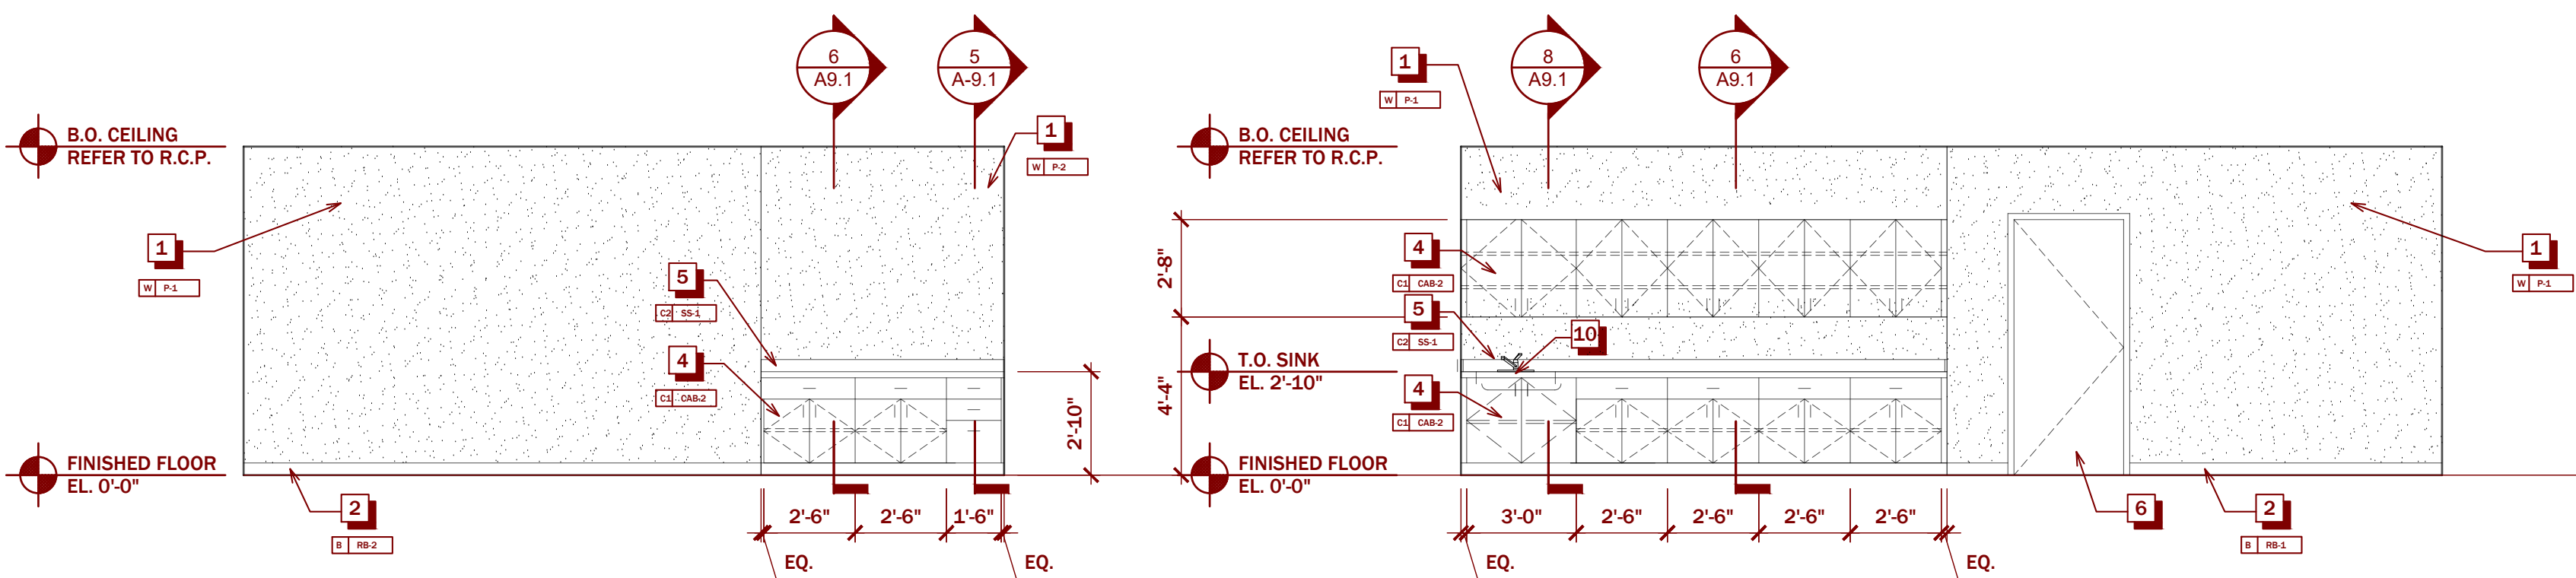 6
A9.1
5
A-9.1
1
W P-2
B.O. CEILING
REFER TO R.C.P.
1
W P-1
5
C2 SS-1
4
C1 CAB-2
2'-10"
FINISHED FLOOR
EL. 0'-0"
2
B RB-2
2'-6"
2'-6"
1'-6"
EQ.
EQ.
8
A9.1
6
A9.1
1
W P-1
B.O. CEILING
REFER TO R.C.P.
2'-8"
4
C1 CAB-2
5
C2 SS-1
10
T.O. SINK
EL. 2'-10"
4'-4"
4
C1 CAB-2
1
W P-1
FINISHED FLOOR
EL. 0'-0"
6
2
B RB-1
3'-0"
2'-6"
2'-6"
2'-6"
2'-6"
EQ.
EQ.